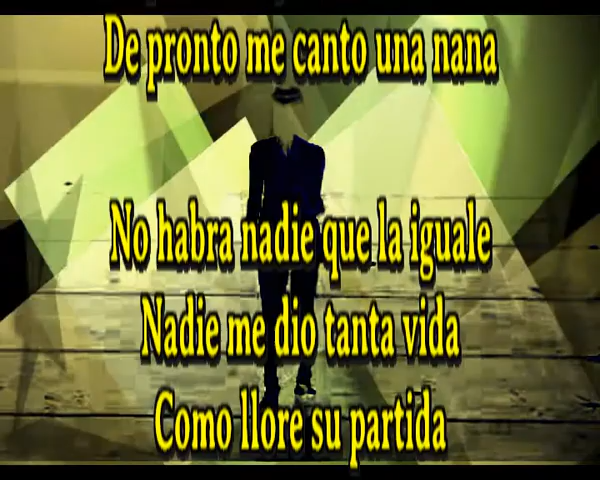 De pronto me canto una nana
No habra nadie que la iguale
Nadie me dio tanta vida
Como llore su partida